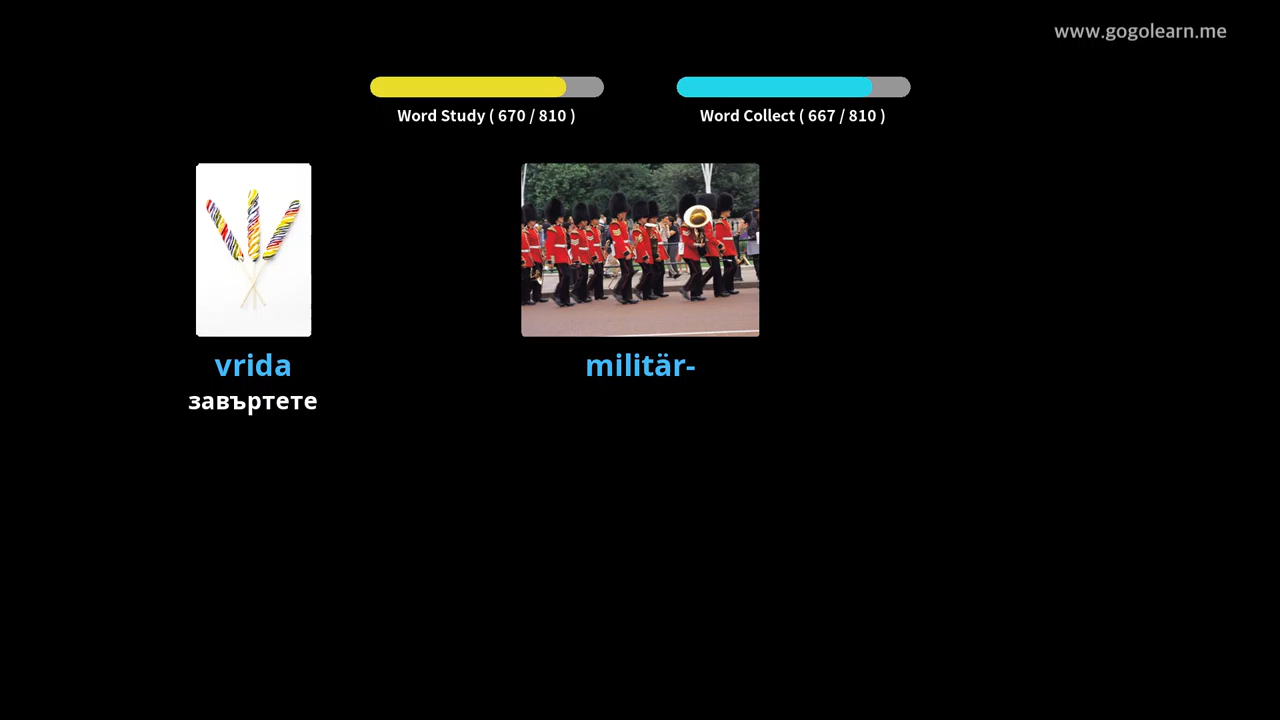 www.gogolearn.me
Word Study ( 670 / 810 )
Word Collect ( 667 / 810 )
vrida
завъртете
militär-